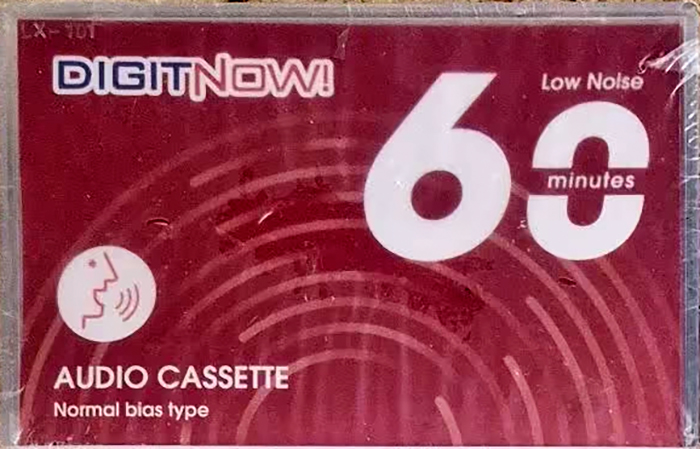 LX-101
DIGITNOW!
Low Noise
60
minutes
AUDIO CASSETTE
Normal bias type